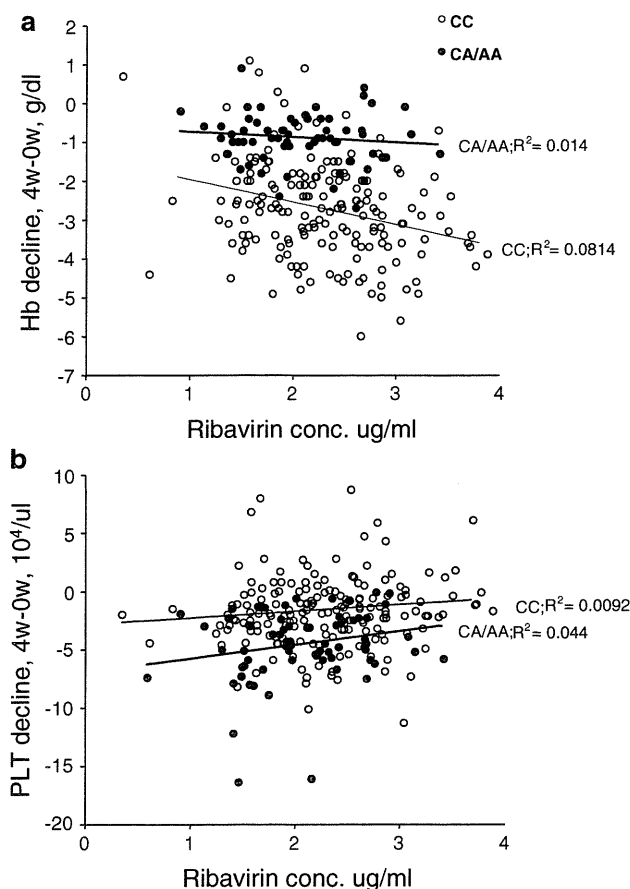 a
CC
CA/AA
2
1
0
-1
-2
-3
-4
-5
-6
-7
Hb decline, 4w-0w, g/dl
CA/AA;R²= 0.014
CC;R²= 0.0814
0 1 2 3 4
Ribavirin conc. ug/ml
b
10
5
0
-5
-10
-15
-20
PLT decline, 4w-0w, 10⁴/ul
CC;R²= 0.0092
CA/AA;R²= 0.044
0 1 2 3 4
Ribavirin conc. ug/ml